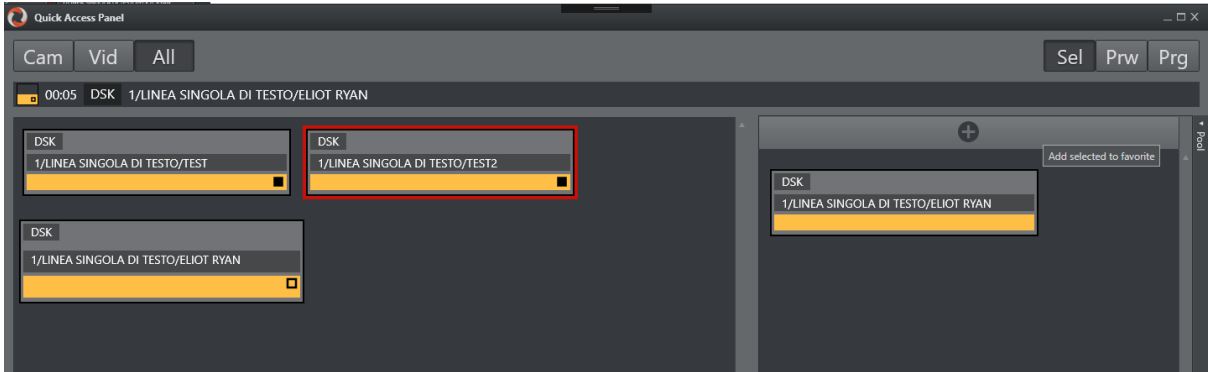 Quick Access Panel
Cam Vid All
Sel Prw Prg
00:05 DSK 1/LINEA SINGOLA DI TESTO/ELIOT RYAN
DSK
1/LINEA SINGOLA DI TESTO/TEST
DSK
1/LINEA SINGOLA DI TESTO/TEST2
DSK
1/LINEA SINGOLA DI TESTO/ELIOT RYAN
Add selected to favorite
Pool
DSK
1/LINEA SINGOLA DI TESTO/ELIOT RYAN